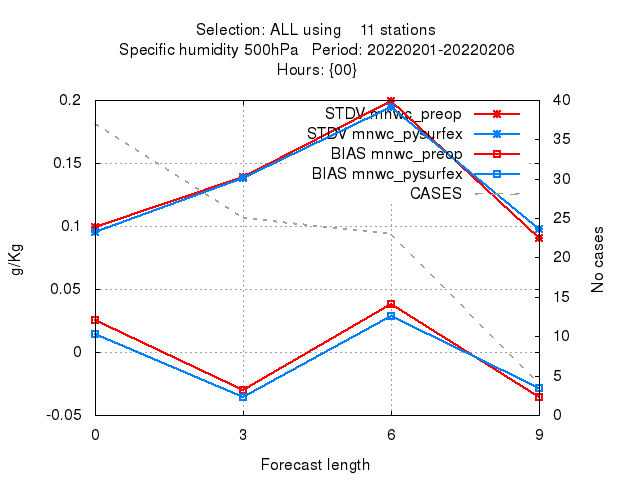 Selection: ALL using    11 stations
Specific humidity 500hPa   Period: 20220201-20220206
Hours: {00}
STDV mnwc_preop
STDV mnwc_pysurfex
BIAS mnwc_preop
BIAS mnwc_pysurfex
CASES
0.2
0.15
0.1
0.05
0
-0.05
g/Kg
40
35
30
25
20
15
10
5
0
No cases
0
3
6
9
Forecast length